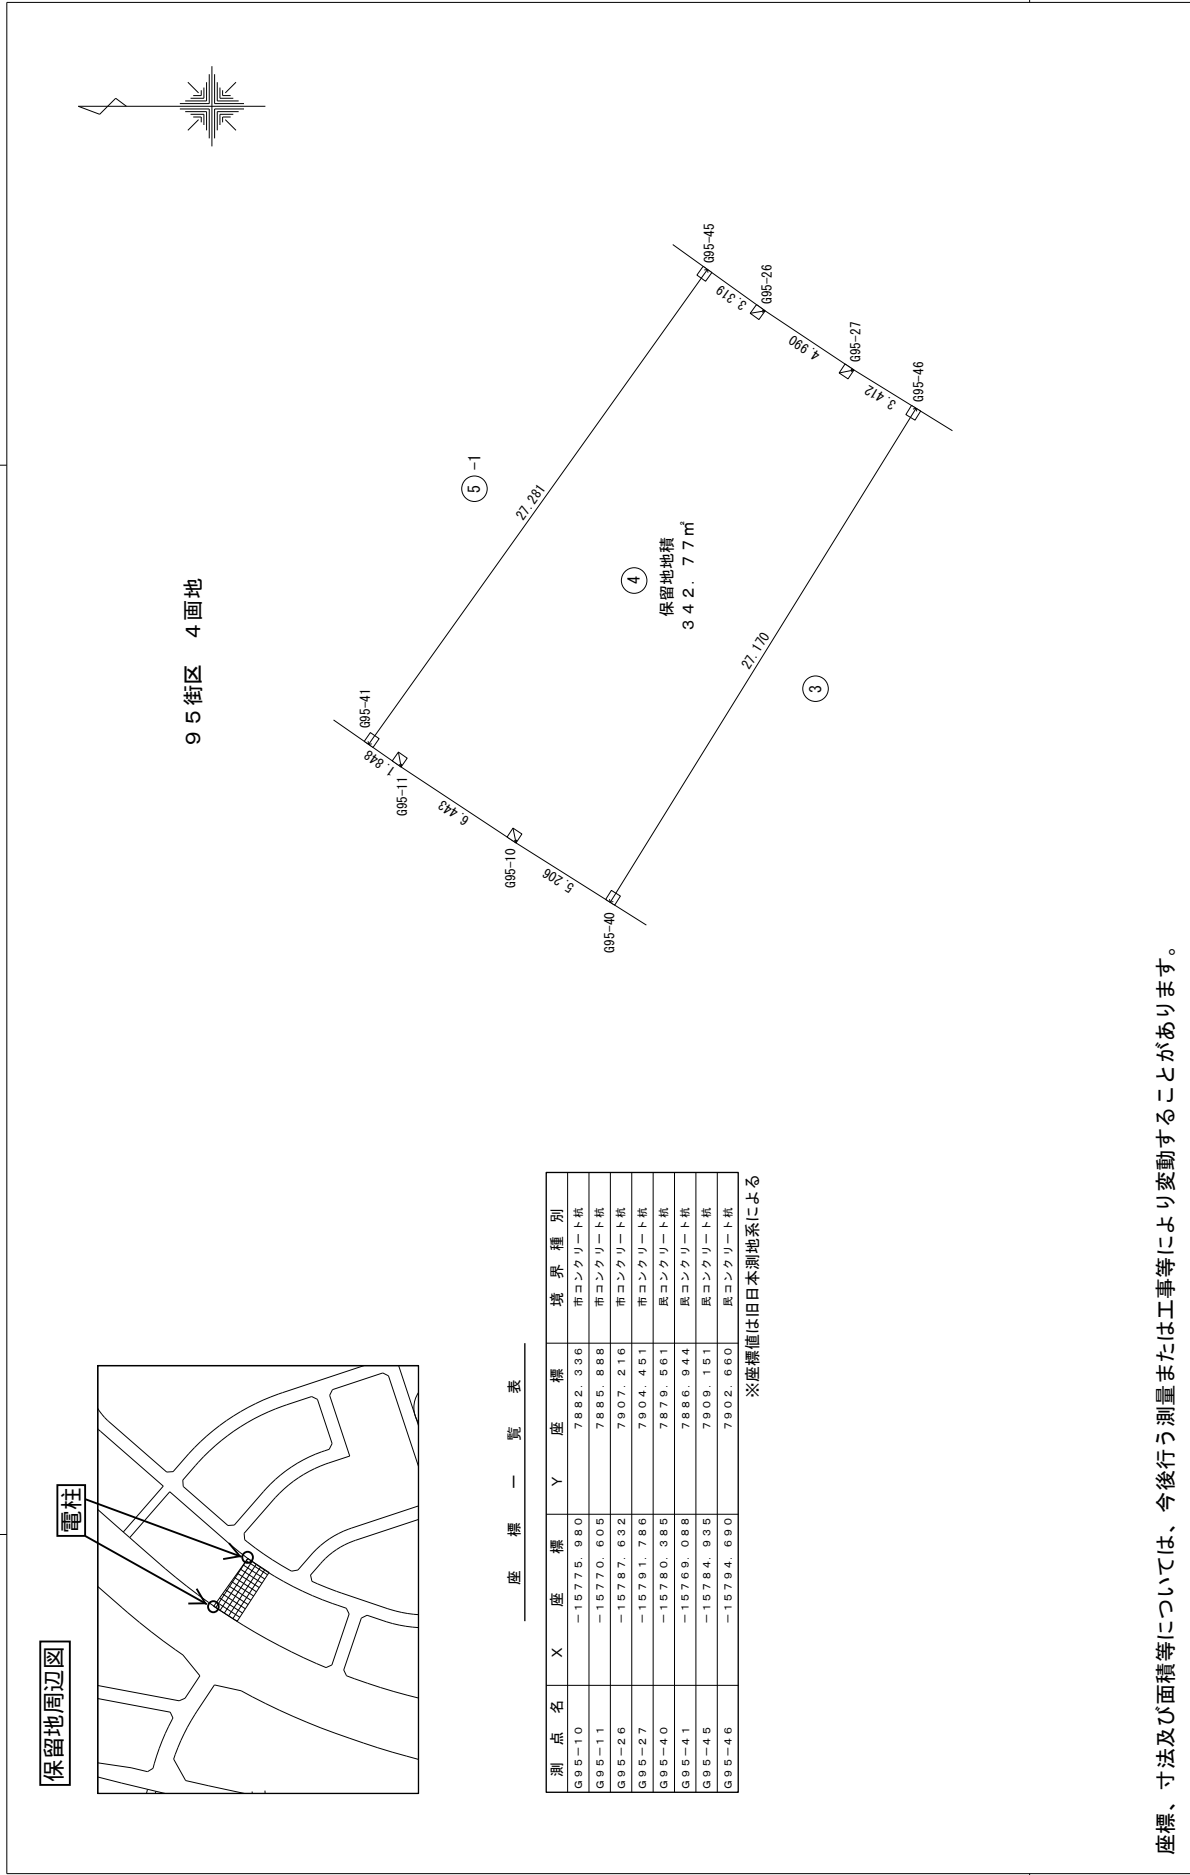 95街区　4画地
保留地周辺図
電柱
G95-41
1.848
G95-11
6.443
G95-10
5.206
G95-40
27.281
⑤-1
④
保留地地積
342.77㎡
27.170
③
G95-45
3.319
G95-26
4.990
G95-27
3.412
G95-46
座標一覧表
測点名 X座標 Y座標 境界種別
G95-10 -15775.980 7882.336 市コンクリート杭
G95-11 -15770.605 7885.888 市コンクリート杭
G95-26 -15787.632 7907.216 市コンクリート杭
G95-27 -15791.786 7904.451 市コンクリート杭
G95-40 -15780.385 7879.561 民コンクリート杭
G95-41 -15769.088 7886.944 民コンクリート杭
G95-45 -15784.935 7909.151 民コンクリート杭
G95-46 -15794.690 7902.660 民コンクリート杭
※座標値は旧日本測地系による
座標、寸法及び面積等については、今後行う測量または工事等により変動することがあります。